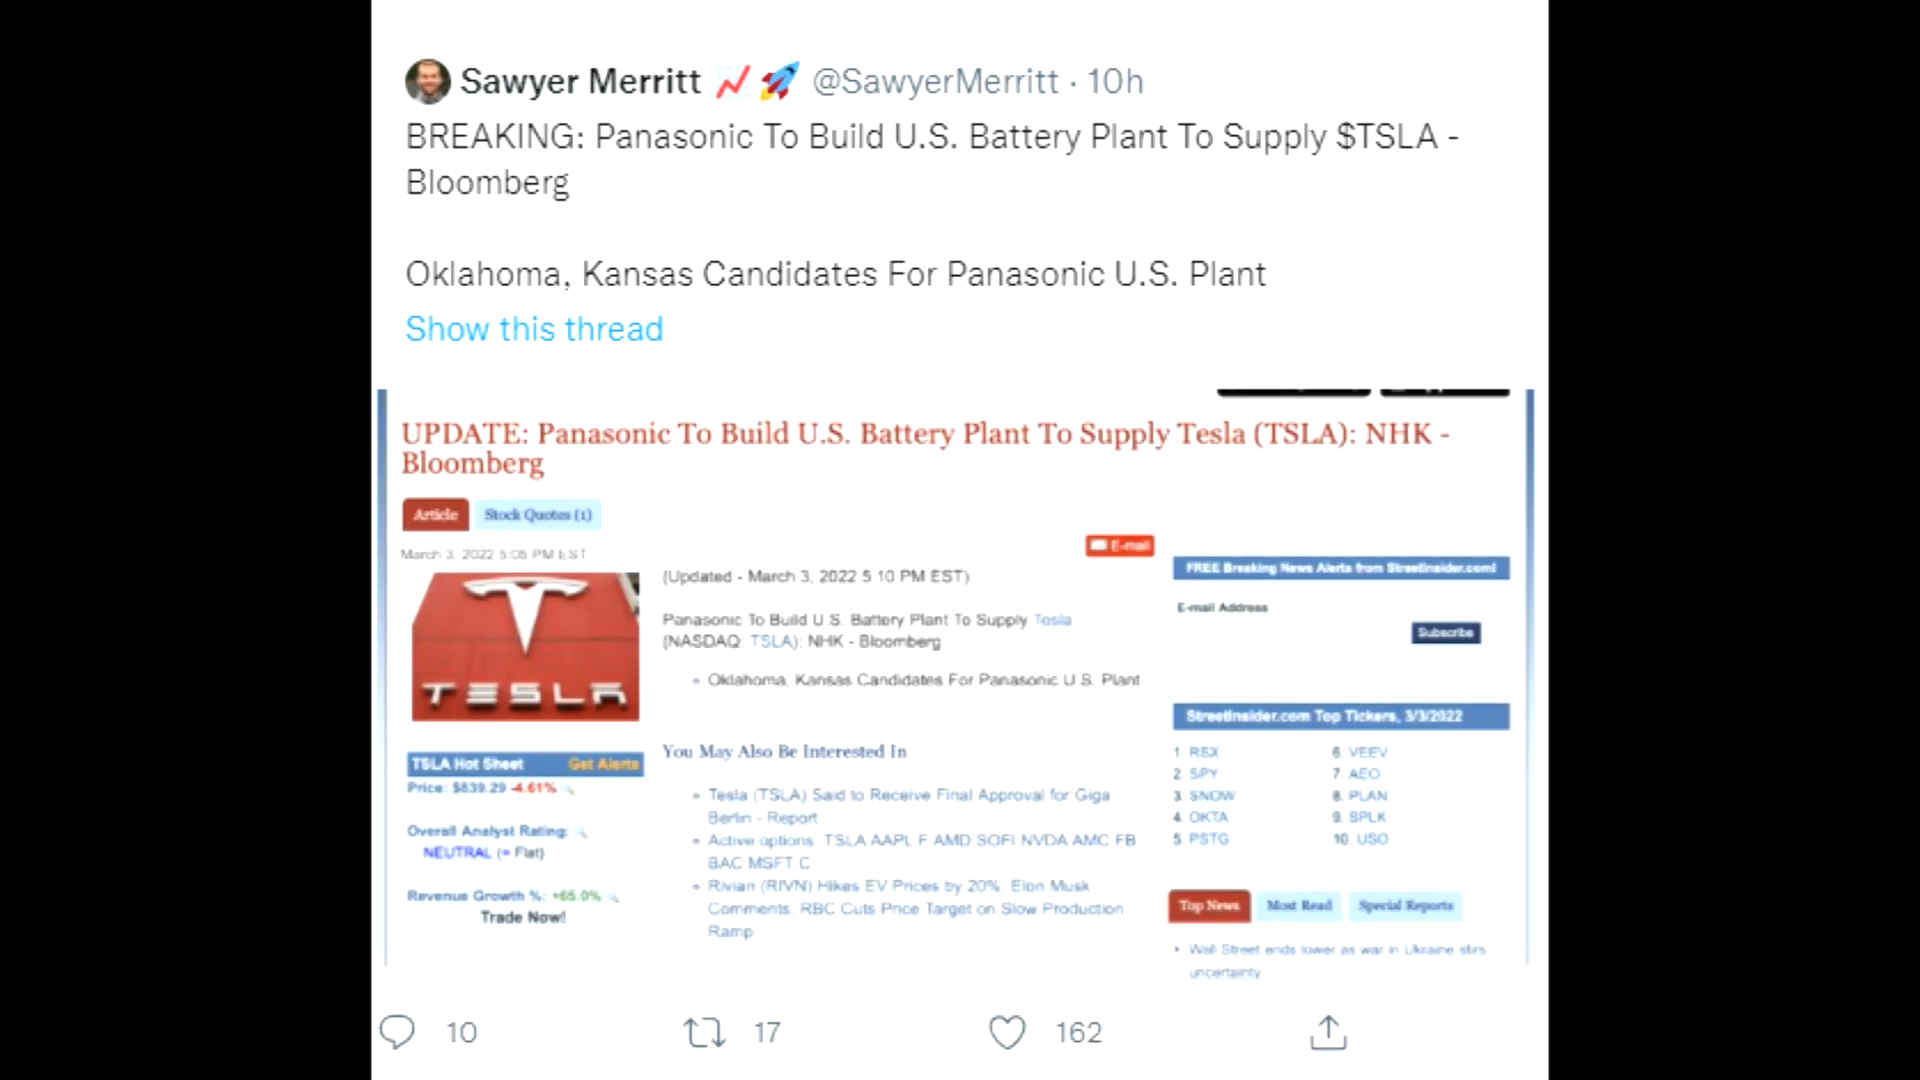 Sawyer Merritt @SawyerMerritt · 10h
BREAKING: Panasonic To Build U.S. Battery Plant To Supply $TSLA -
Bloomberg
Oklahoma, Kansas Candidates For Panasonic U.S. Plant
Show this thread
UPDATE: Panasonic To Build U.S. Battery Plant To Supply Tesla (TSLA): NHK -
Bloomberg
Article
Stock Quotes (1)
March 3, 2022 5:05 PM EST
E-mail
(Updated - March 3, 2022 5:10 PM EST)
Panasonic To Build U.S. Battery Plant To Supply Tesla
(NASDAQ: TSLA): NHK - Bloomberg
Oklahoma, Kansas Candidates For Panasonic U.S. Plant
TESLA
TSLA Hot Sheet Get Alerts
Price: $839.29 -4.61%
Overall Analyst Rating:
NEUTRAL (= Flat)
Revenue Growth %: +65.0%
Trade Now!
You May Also Be Interested In
Tesla (TSLA) Said to Receive Final Approval for Giga
Berlin - Report
Active options: TSLA AAPL F AMD SOFI NVDA AMC FB
BAC MSFT C
Rivian (RIVN) Hikes EV Prices by 20%, Elon Musk
Comments, RBC Cuts Price Target on Slow Production
Ramp
FREE Breaking News Alerts from StreetInsider.com!
E-mail Address
Subscribe
StreetInsider.com Top Tickers, 3/3/2022
1. RSX 6. VEEV
2. SPY 7. AEO
3. SNOW 8. PLAN
4. OKTA 9. SPLK
5. PSTG 10. USO
Top News
Most Read
Special Reports
Wall Street ends lower as war in Ukraine stirs
uncertainty
10 17 162